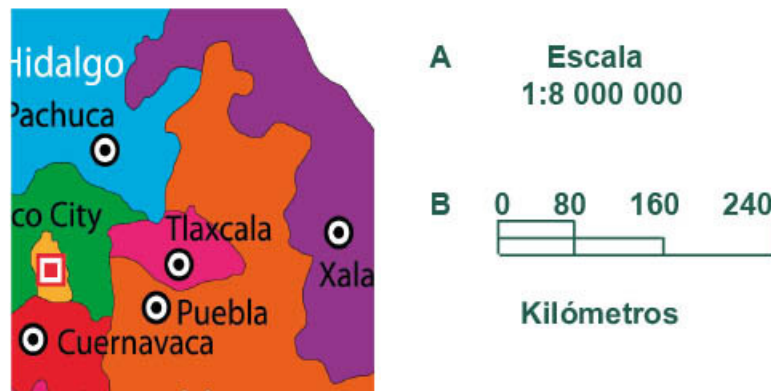 Hidalgo
Pachuca
co City
Tlaxcala
Xala
Puebla
Cuernavaca
A Escala
1:8 000 000
B 0 80 160 240
Kilómetros